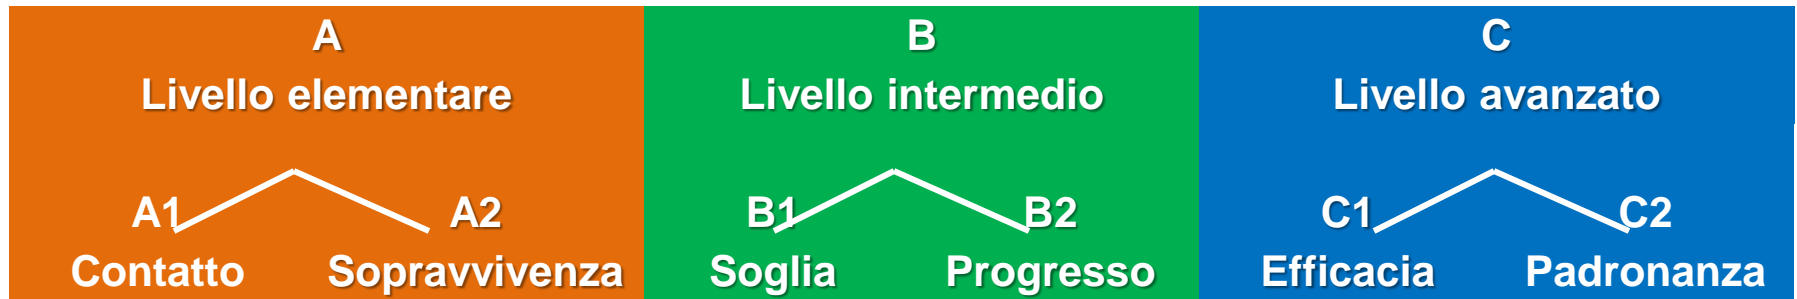 A
Livello elementare
A1 A2
Contatto Sopravvivenza
B
Livello intermedio
B1 B2
Soglia Progresso
C
Livello avanzato
C1 C2
Efficacia Padronanza